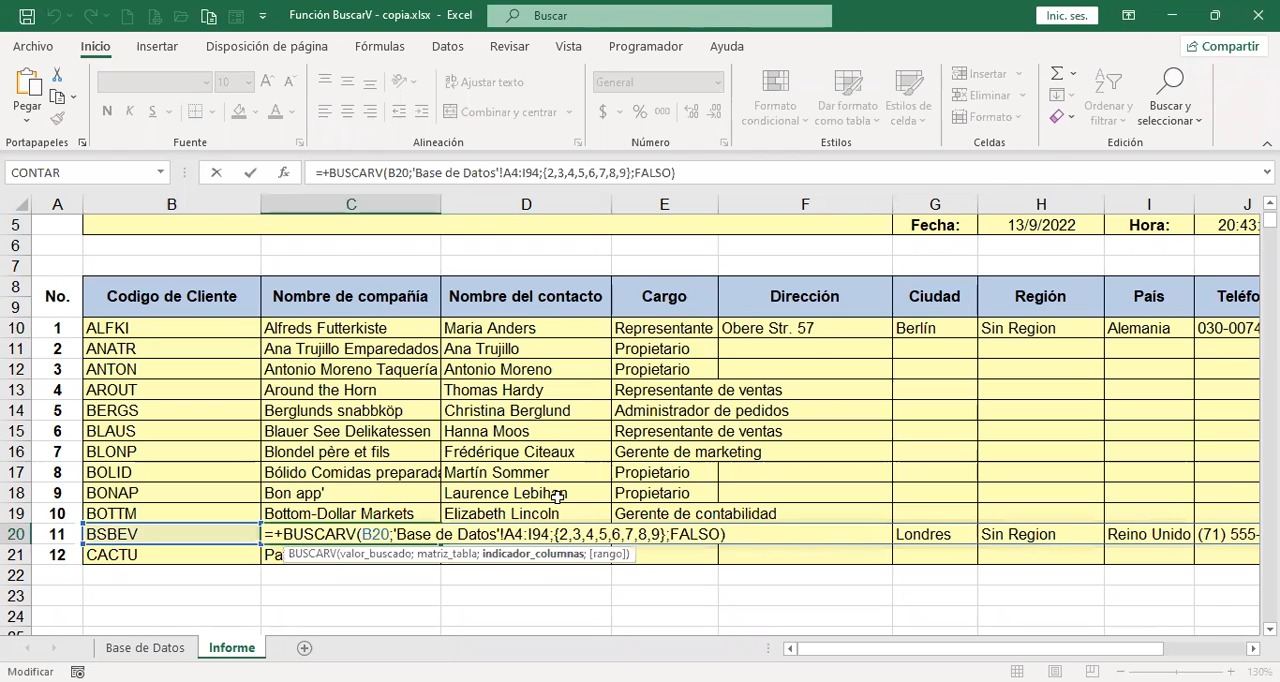 Función BuscarV - copia.xlsx - Excel
Buscar
Inic. ses.
Archivo Inicio Insertar Disposición de página Fórmulas Datos Revisar Vista Programador Ayuda Compartir
Pegar
10
Ajustar texto
General
Insertar
N K S
Combinar y centrar
$ % 000
Formato condicional
Dar formato como tabla
Estilos de celda
Eliminar
Formato
Ordenar y filtrar
Buscar y seleccionar
Portapapeles Fuente Alineación Número Estilos Celdas Edición
CONTAR fx =+BUSCARV(B20;'Base de Datos'!A4:I94;{2,3,4,5,6,7,8,9};FALSO)
A B C D E F G H I J
5 Fecha: 13/9/2022 Hora: 20:43:
6
7
8
No. Codigo de Cliente Nombre de compañía Nombre del contacto Cargo Dirección Ciudad Región País Teléfo
9
10 1 ALFKI Alfreds Futterkiste Maria Anders Representante Obere Str. 57 Berlín Sin Region Alemania 030-0074
11 2 ANATR Ana Trujillo Emparedados Ana Trujillo Propietario
12 3 ANTON Antonio Moreno Taquería Antonio Moreno Propietario
13 4 AROUT Around the Horn Thomas Hardy Representante de ventas
14 5 BERGS Berglunds snabbköp Christina Berglund Administrador de pedidos
15 6 BLAUS Blauer See Delikatessen Hanna Moos Representante de ventas
16 7 BLONP Blondel père et fils Frédérique Citeaux Gerente de marketing
17 8 BOLID Bólido Comidas preparada Martín Sommer Propietario
18 9 BONAP Bon app' Laurence Lebihan Propietario
19 10 BOTTM Bottom-Dollar Markets Elizabeth Lincoln Gerente de contabilidad
20 11 BSBEV =+BUSCARV(B20;'Base de Datos'!A4:I94;{2,3,4,5,6,7,8,9};FALSO) Londres Sin Region Reino Unido (71) 555-
BUSCARV(valor_buscado; matriz_tabla; indicador_columnas; [rango])
21 12 CACTU Pa
22
23
24
25
Base de Datos Informe
Modificar 130%